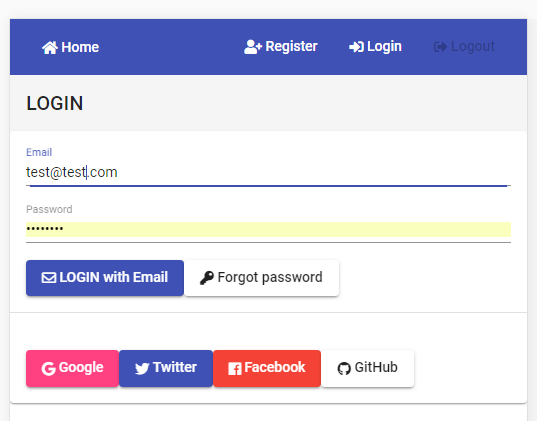 Home Register Login Logout
LOGIN
Email
test@test.com
Password
••••••••
LOGIN with Email Forgot password
Google Twitter Facebook GitHub